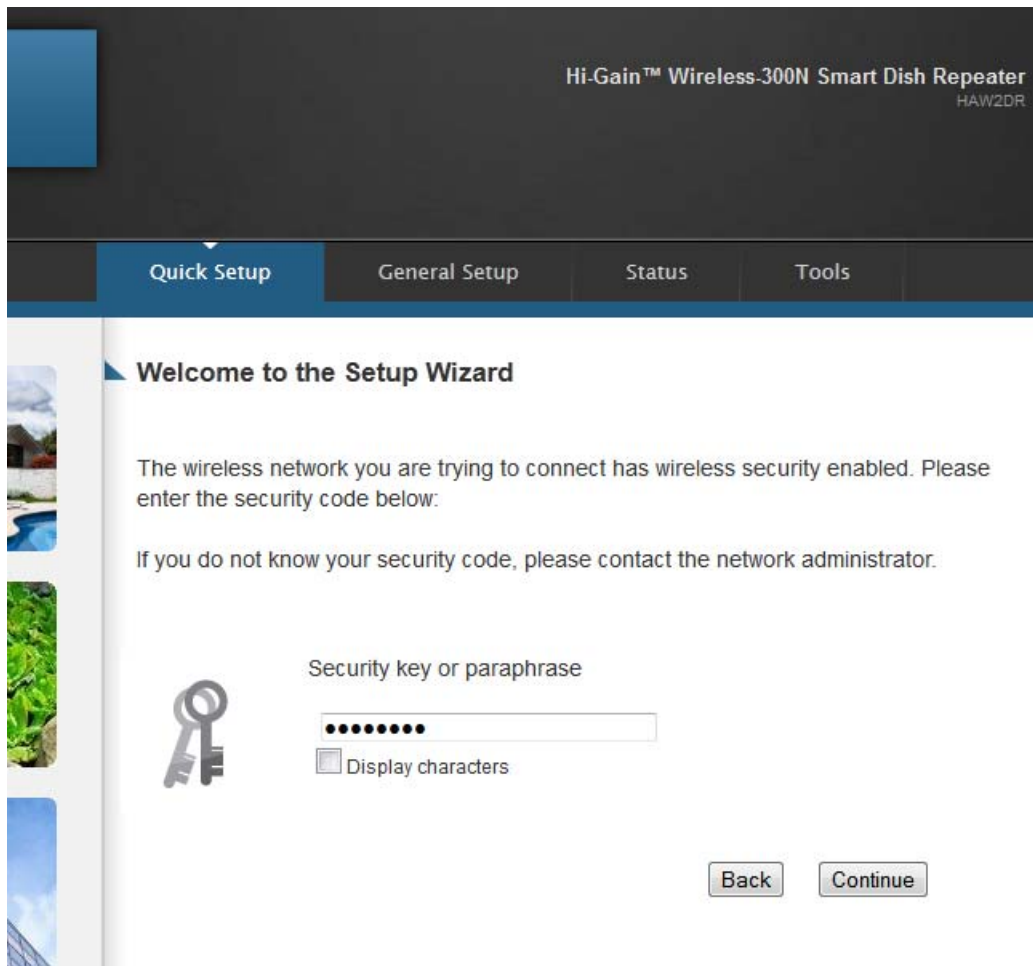 Hi-Gain™ Wireless-300N Smart Dish Repeater
HAW2DR
Quick Setup General Setup Status Tools
Welcome to the Setup Wizard
The wireless network you are trying to connect has wireless security enabled. Please
enter the security code below:
If you do not know your security code, please contact the network administrator.
Security key or paraphrase
••••••••
Display characters
Back Continue